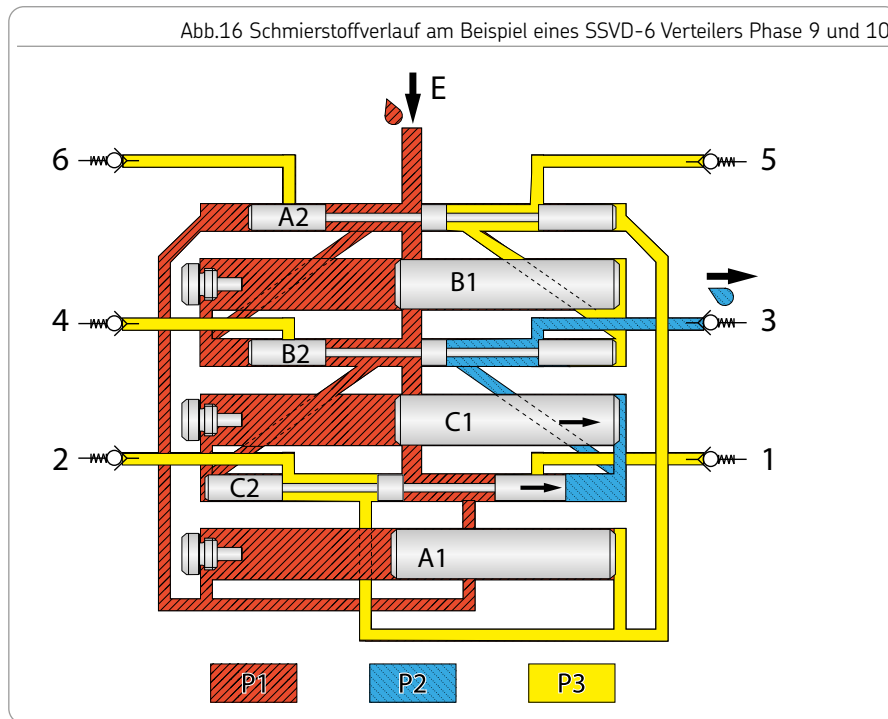 Abb.16 Schmierstoffverlauf am Beispiel eines SSVD-6 Verteilers Phase 9 und 10
E
6
5
A2
B1
4
3
B2
C1
2
1
C2
A1
P1 P2 P3